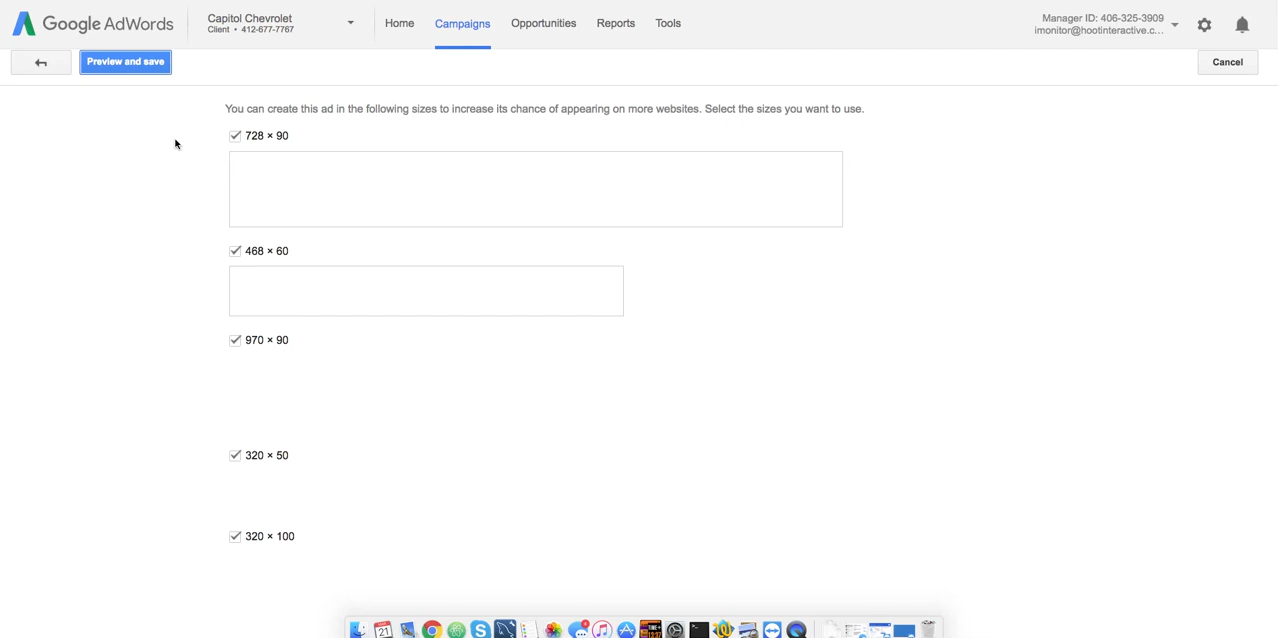 Google AdWords
Capitol Chevrolet
Client • 412-677-7767
Home
Campaigns
Opportunities
Reports
Tools
Manager ID: 406-325-3909
imonitor@hootinteractive.c...
Preview and save
Cancel
You can create this ad in the following sizes to increase its chance of appearing on more websites. Select the sizes you want to use.
728 × 90
468 × 60
970 × 90
320 × 50
320 × 100
21